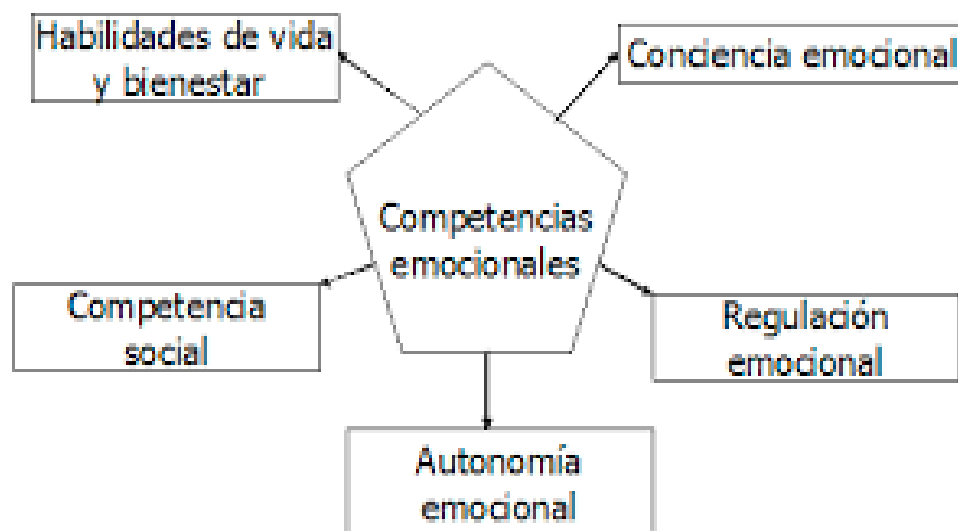 Habilidades de vida
y bienestar
Conciencia emocional
Competencias
emocionales
Competencia
social
Regulación
emocional
Autonomía
emocional